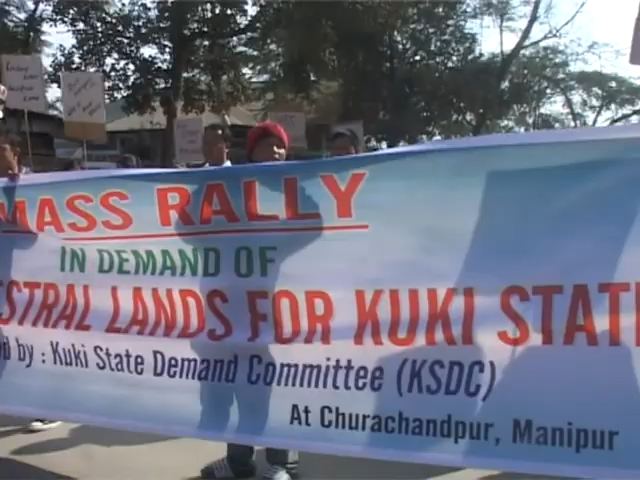 MASS RALLY
IN DEMAND OF
STRAL LANDS FOR KUKI STAT
d by : Kuki State Demand Committee (KSDC)
At Churachandpur, Manipur